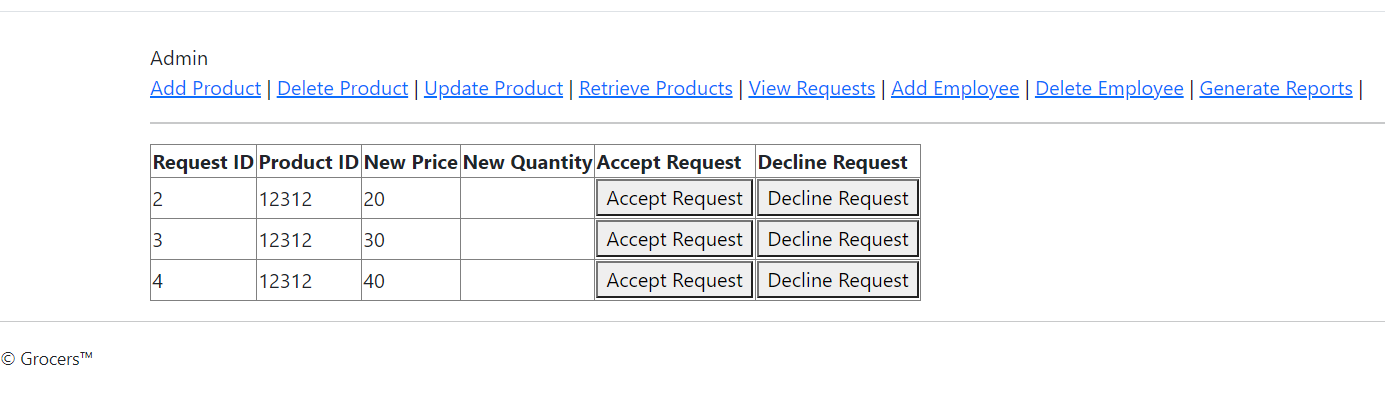 Admin
Add Product | Delete Product | Update Product | Retrieve Products | View Requests | Add Employee | Delete Employee | Generate Reports |
Request ID Product ID New Price New Quantity Accept Request Decline Request
2 12312 20 Accept Request Decline Request
3 12312 30 Accept Request Decline Request
4 12312 40 Accept Request Decline Request
© Grocers™